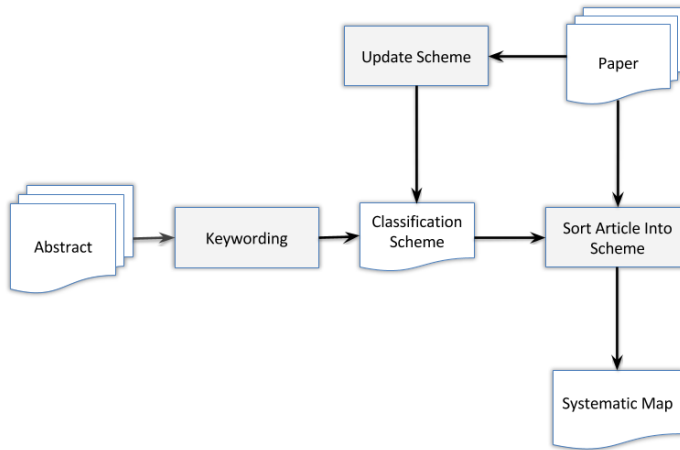 Update Scheme
Paper
Abstract
Keywording
Classification
Scheme
Sort Article Into
Scheme
Systematic Map